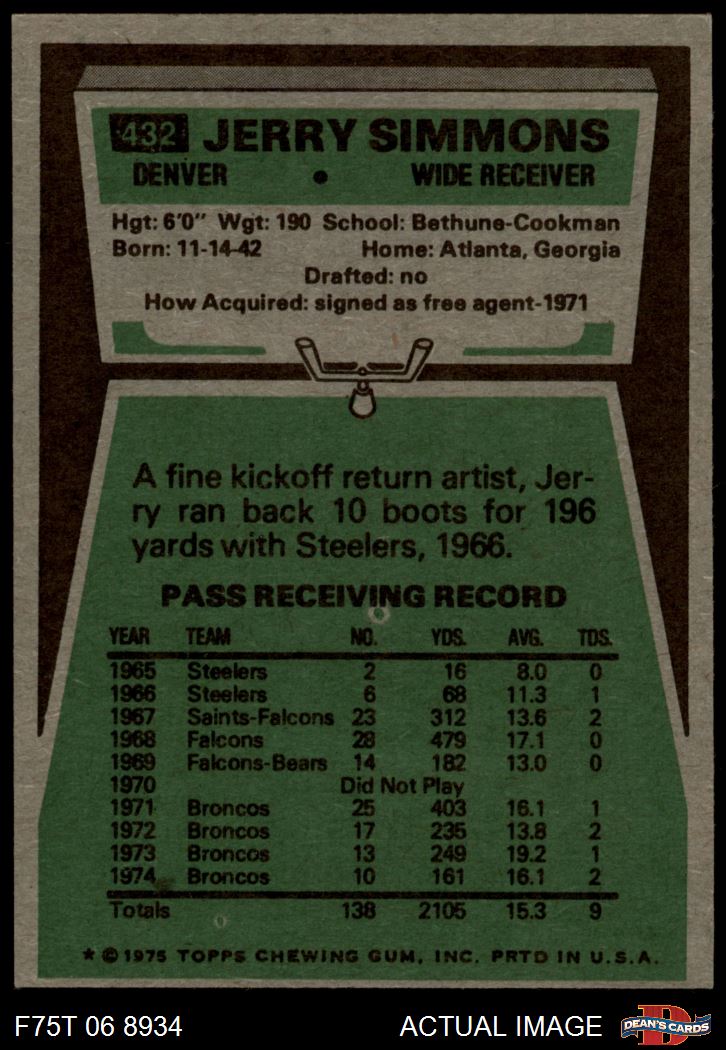 432 JERRY SIMMONS
DENVER • WIDE RECEIVER
Hgt: 6'0" Wgt: 190 School: Bethune-Cookman
Born: 11-14-42 Home: Atlanta, Georgia
Drafted: no
How Acquired: signed as free agent-1971
A fine kickoff return artist, Jer-
ry ran back 10 boots for 196
yards with Steelers, 1966.
PASS RECEIVING RECORD
YEAR TEAM NO. YDS. AVG. TDS.
1965 Steelers 2 16 8.0 0
1966 Steelers 6 68 11.3 1
1967 Saints-Falcons 23 312 13.6 2
1968 Falcons 28 479 17.1 0
1969 Falcons-Bears 14 182 13.0 0
1970 Did Not Play
1971 Broncos 25 403 16.1 1
1972 Broncos 17 235 13.8 2
1973 Broncos 13 249 19.2 1
1974 Broncos 10 161 16.1 2
Totals 138 2105 15.3 9
* © 1975 TOPPS CHEWING GUM, INC. PRTD IN U.S.A.
F75T 06 8934 ACTUAL IMAGE D DEAN'S CARDS